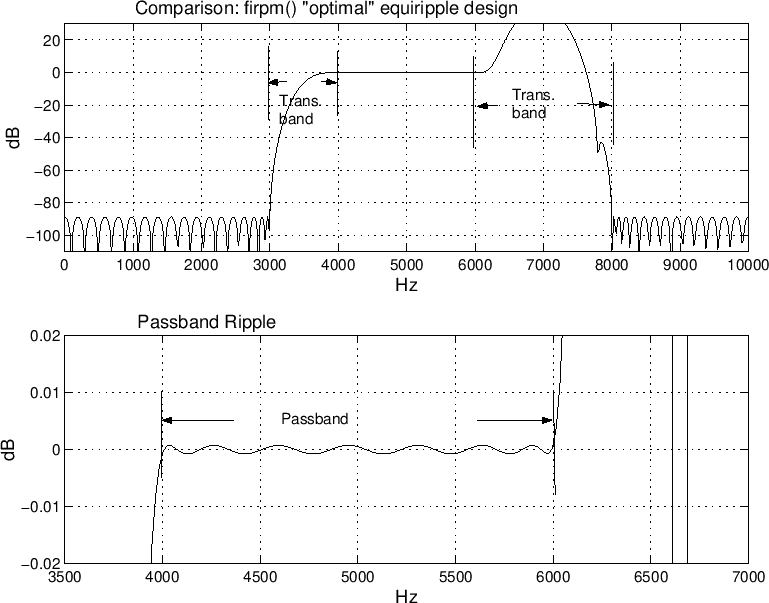 Comparison: firpm() "optimal" equiripple design
20
0
−20
−40
−60
−80
−100
dB
Trans.
band
Trans.
band
0 1000 2000 3000 4000 5000 6000 7000 8000 9000 10000
Hz
Passband Ripple
0.02
0.01
0
−0.01
−0.02
dB
Passband
3500 4000 4500 5000 5500 6000 6500 7000
Hz